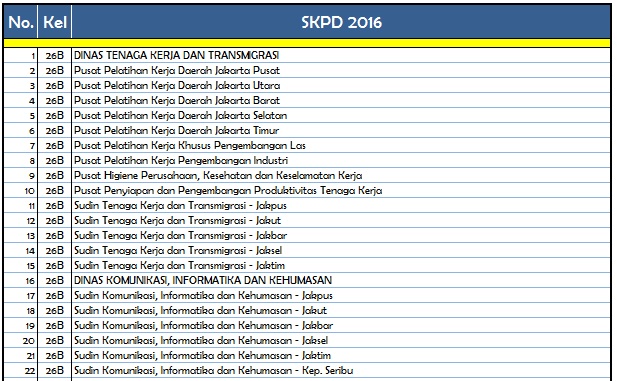 No. Kel SKPD 2016
1 26B DINAS TENAGA KERJA DAN TRANSMIGRASI
2 26B Pusat Pelatihan Kerja Daerah Jakarta Pusat
3 26B Pusat Pelatihan Kerja Daerah Jakarta Utara
4 26B Pusat Pelatihan Kerja Daerah Jakarta Barat
5 26B Pusat Pelatihan Kerja Daerah Jakarta Selatan
6 26B Pusat Pelatihan Kerja Daerah Jakarta Timur
7 26B Pusat Pelatihan Kerja Khusus Pengembangan Las
8 26B Pusat Pelatihan Kerja Pengembangan Industri
9 26B Pusat Higiene Perusahaan, Kesehatan dan Keselamatan Kerja
10 26B Pusat Penyiapan dan Pengembangan Produktivitas Tenaga Kerja
11 26B Sudin Tenaga Kerja dan Transmigrasi - Jakpus
12 26B Sudin Tenaga Kerja dan Transmigrasi - Jakut
13 26B Sudin Tenaga Kerja dan Transmigrasi - Jakbar
14 26B Sudin Tenaga Kerja dan Transmigrasi - Jaksel
15 26B Sudin Tenaga Kerja dan Transmigrasi - Jaktim
16 26B DINAS KOMUNIKASI, INFORMATIKA DAN KEHUMASAN
17 26B Sudin Komunikasi, Informatika dan Kehumasan - Jakpus
18 26B Sudin Komunikasi, Informatika dan Kehumasan - Jakut
19 26B Sudin Komunikasi, Informatika dan Kehumasan - Jakbar
20 26B Sudin Komunikasi, Informatika dan Kehumasan - Jaksel
21 26B Sudin Komunikasi, Informatika dan Kehumasan - Jaktim
22 26B Sudin Komunikasi, Informatika dan Kehumasan - Kep. Seribu